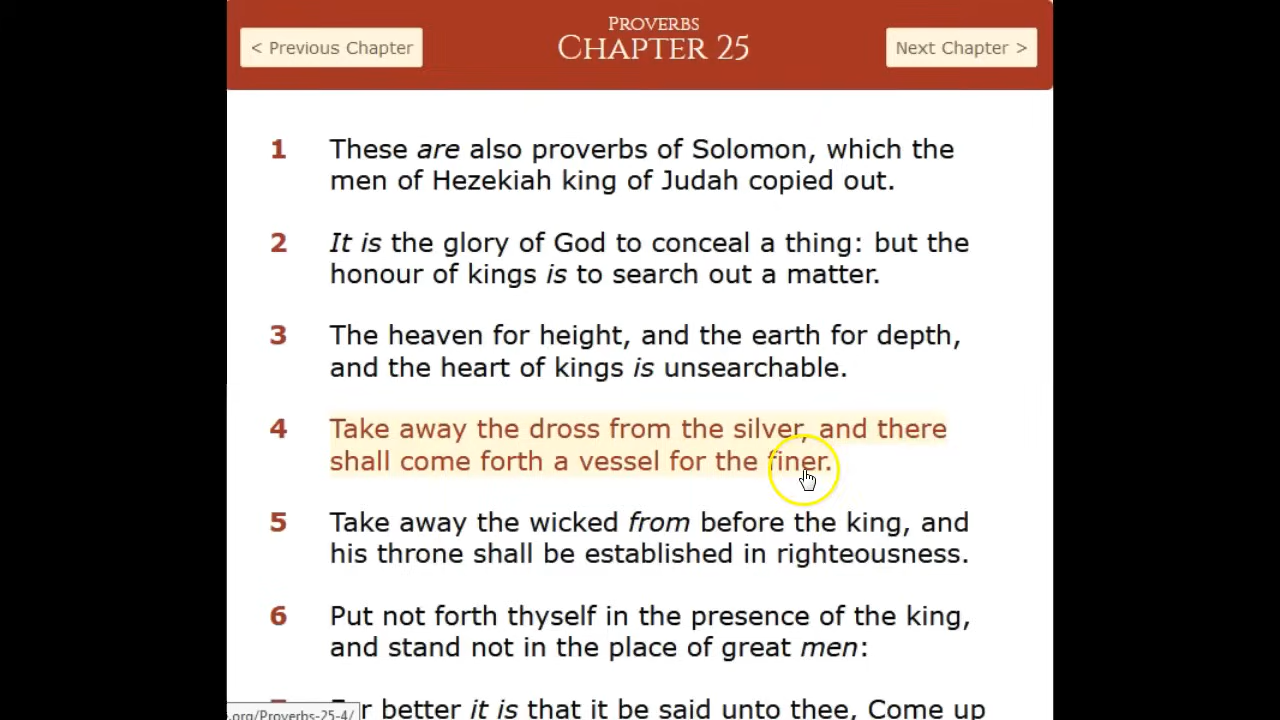 PROVERBS
CHAPTER 25
< Previous Chapter
Next Chapter >
1 These are also proverbs of Solomon, which the
men of Hezekiah king of Judah copied out.
2 It is the glory of God to conceal a thing: but the
honour of kings is to search out a matter.
3 The heaven for height, and the earth for depth,
and the heart of kings is unsearchable.
4 Take away the dross from the silver, and there
shall come forth a vessel for the finer.
5 Take away the wicked from before the king, and
his throne shall be established in righteousness.
6 Put not forth thyself in the presence of the king,
and stand not in the place of great men:
better it is that it be said unto thee, Come up
.org/Proverbs-25-4/